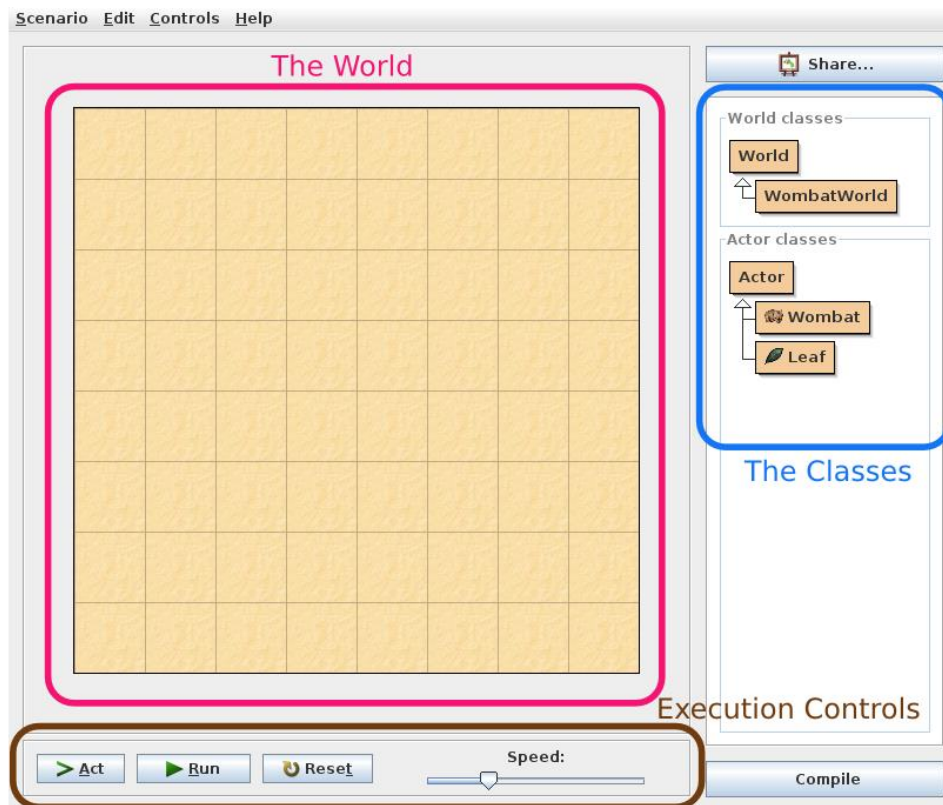 Scenario Edit Controls Help
The World
Share...
World classes
World
WombatWorld
Actor classes
Actor
Wombat
Leaf
The Classes
Execution Controls
> Act
Run
Reset
Speed:
Compile